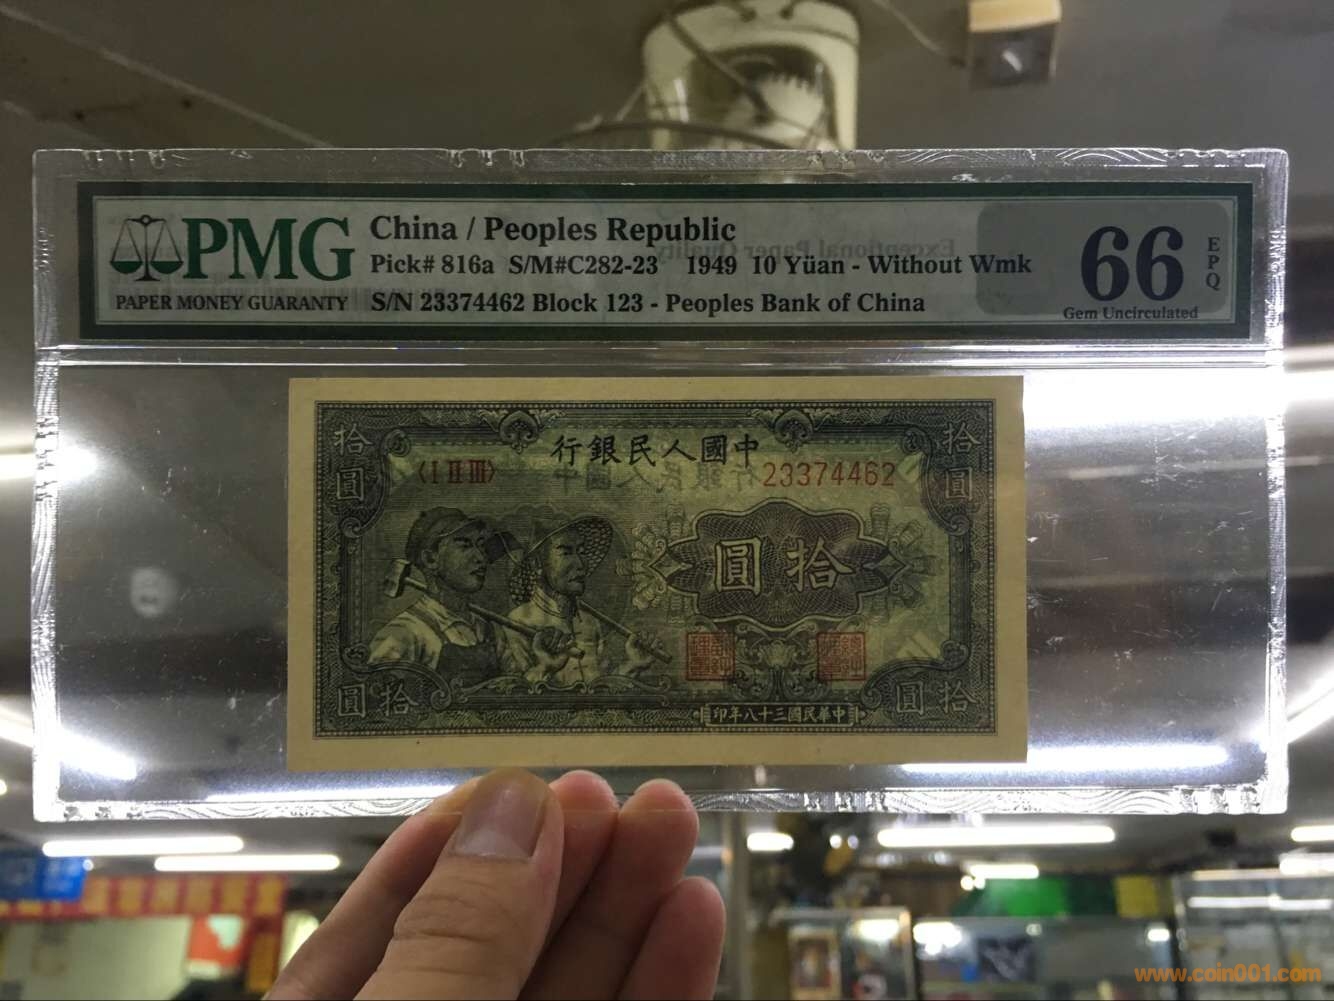 PMG
PAPER MONEY GUARANTY
China / Peoples Republic
Pick# 816a S/M#C282-23 1949 10 Yüan - Without Wmk
S/N 23374462 Block 123 - Peoples Bank of China
66
EPQ
Gem Uncirculated
Exceptional Paper Quality
行銀民人國中
拾圓
拾圓
〈I II III〉
23374462
圓拾
圓拾
圓拾
印年八十三國民華中
www.coin001.com